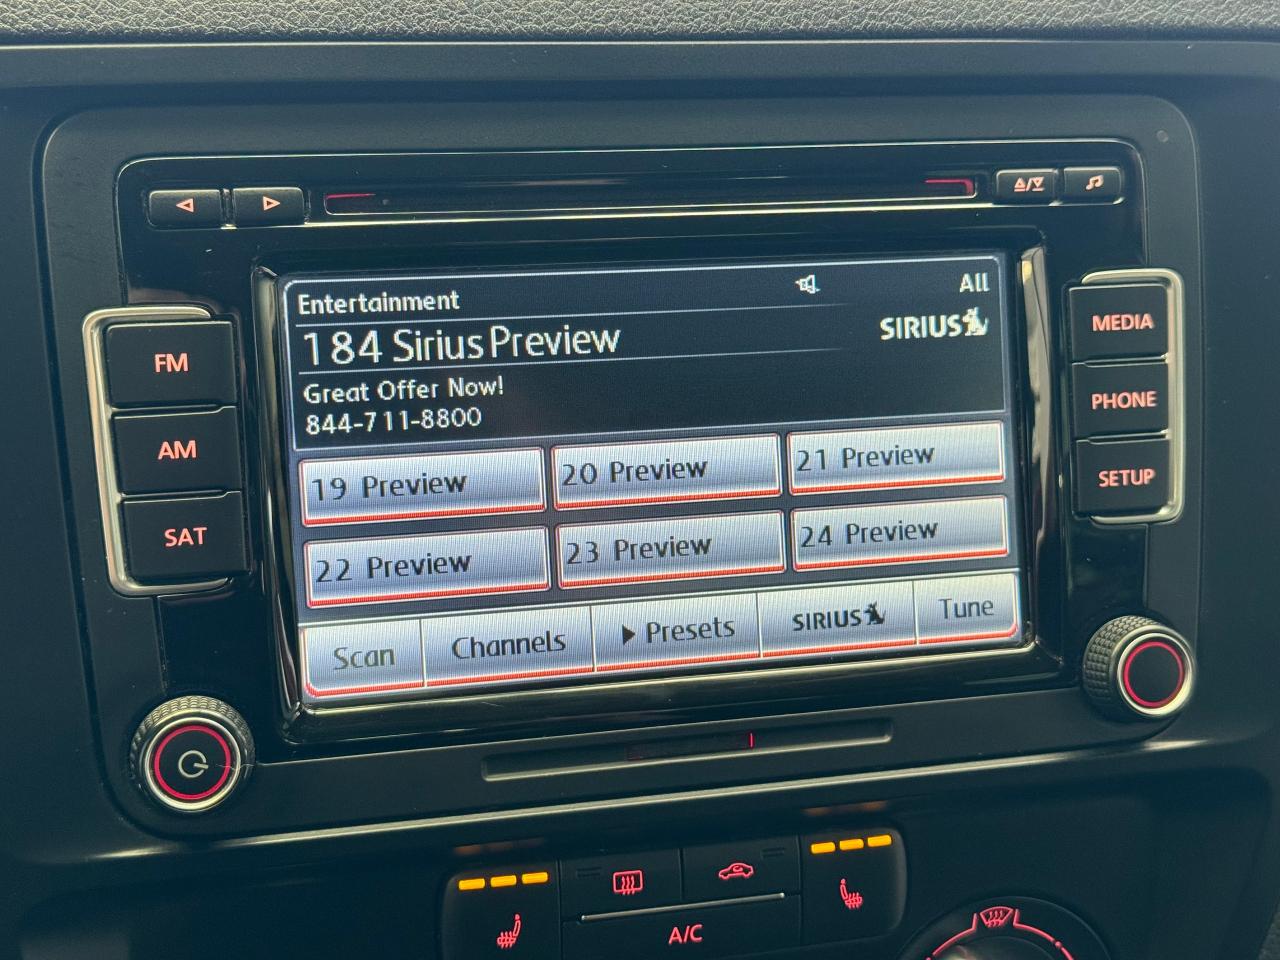 Entertainment
All
184 Sirius Preview
SIRIUS
Great Offer Now!
844-711-8800
19 Preview
20 Preview
21 Preview
22 Preview
23 Preview
24 Preview
Scan
Channels
Presets
SIRIUS
Tune
FM
AM
SAT
MEDIA
PHONE
SETUP
A/C